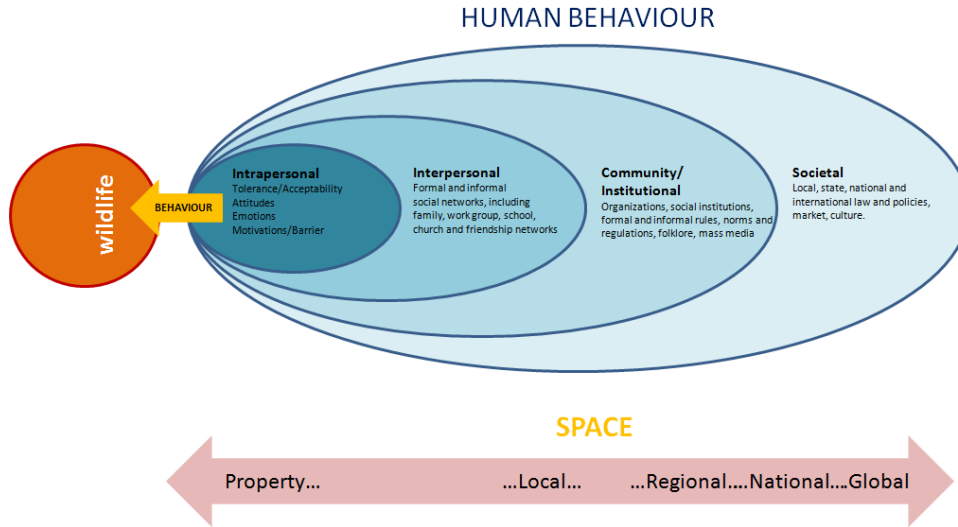 HUMAN BEHAVIOUR
wildlife
BEHAVIOUR
Intrapersonal
Tolerance/Acceptability
Attitudes
Emotions
Motivations/Barrier
Interpersonal
Formal and informal
social networks, including
family, work group, school,
church and friendship networks
Community/
Institutional
Organizations, social institutions,
formal and informal rules, norms and
regulations, folklore, mass media
Societal
Local, state, national and
international law and policies,
market, culture.
SPACE
Property... ...Local... ...Regional....National....Global